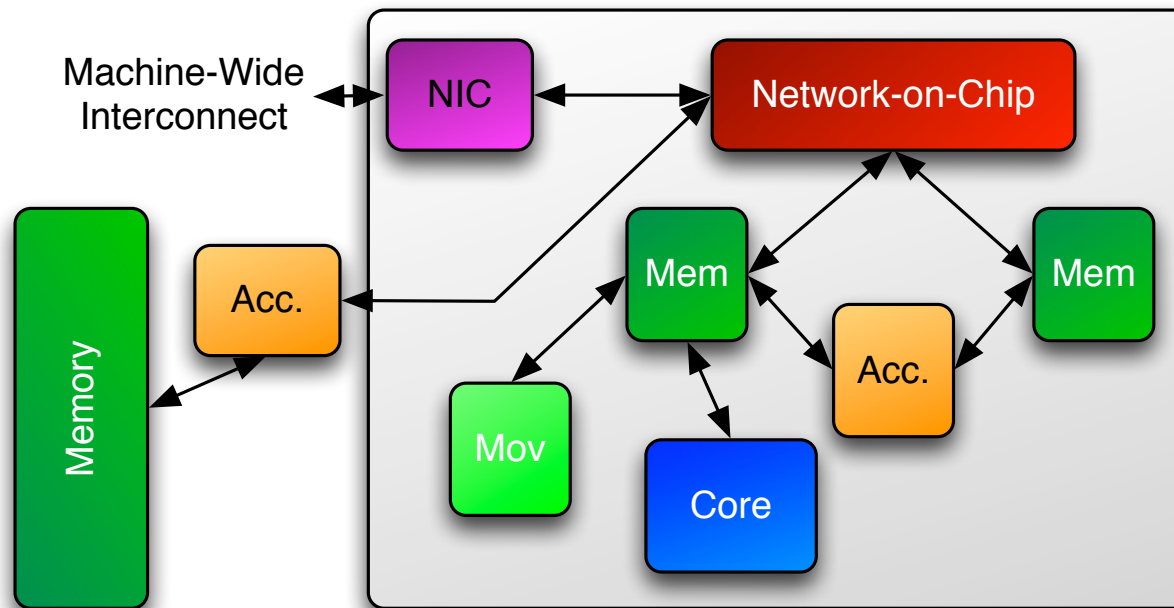 Machine-Wide
Interconnect
NIC
Network-on-Chip
Memory
Acc.
Mem
Mem
Acc.
Mov
Core